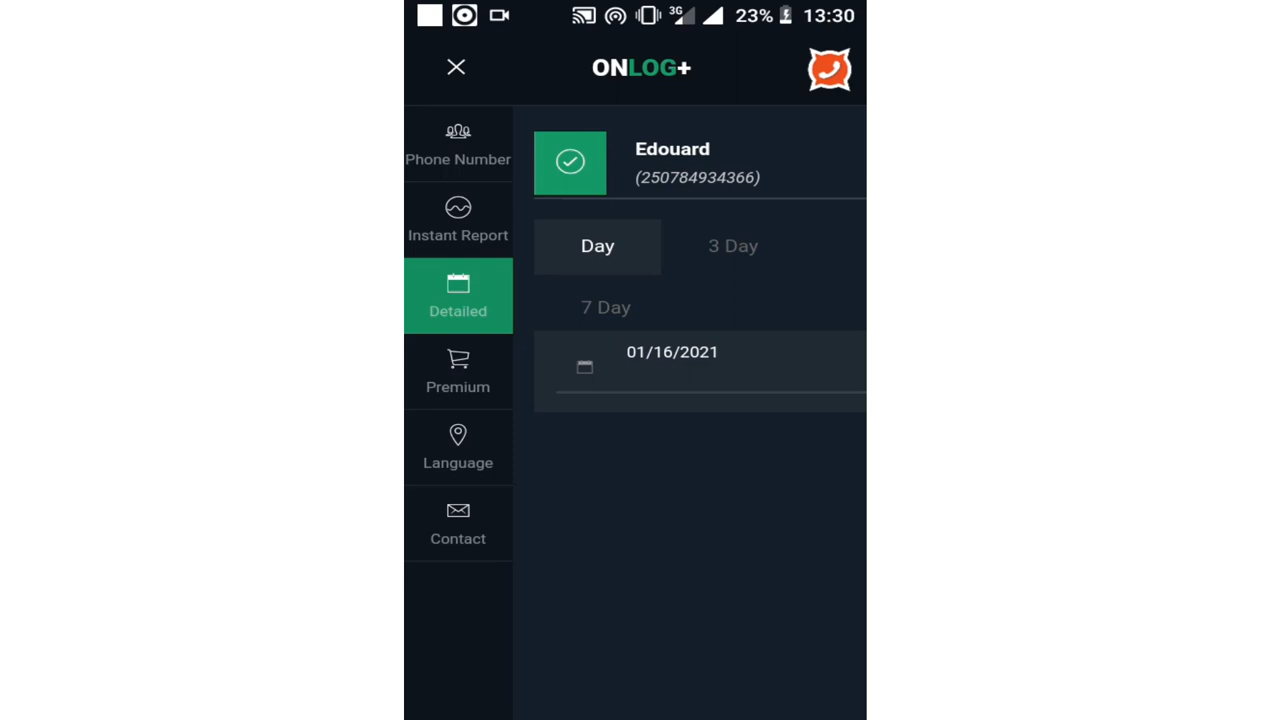 3G 23% 13:30
ONLOG+
Phone Number
Instant Report
Detailed
Premium
Language
Contact
Edouard
(250784934366)
Day 3 Day
7 Day
01/16/2021